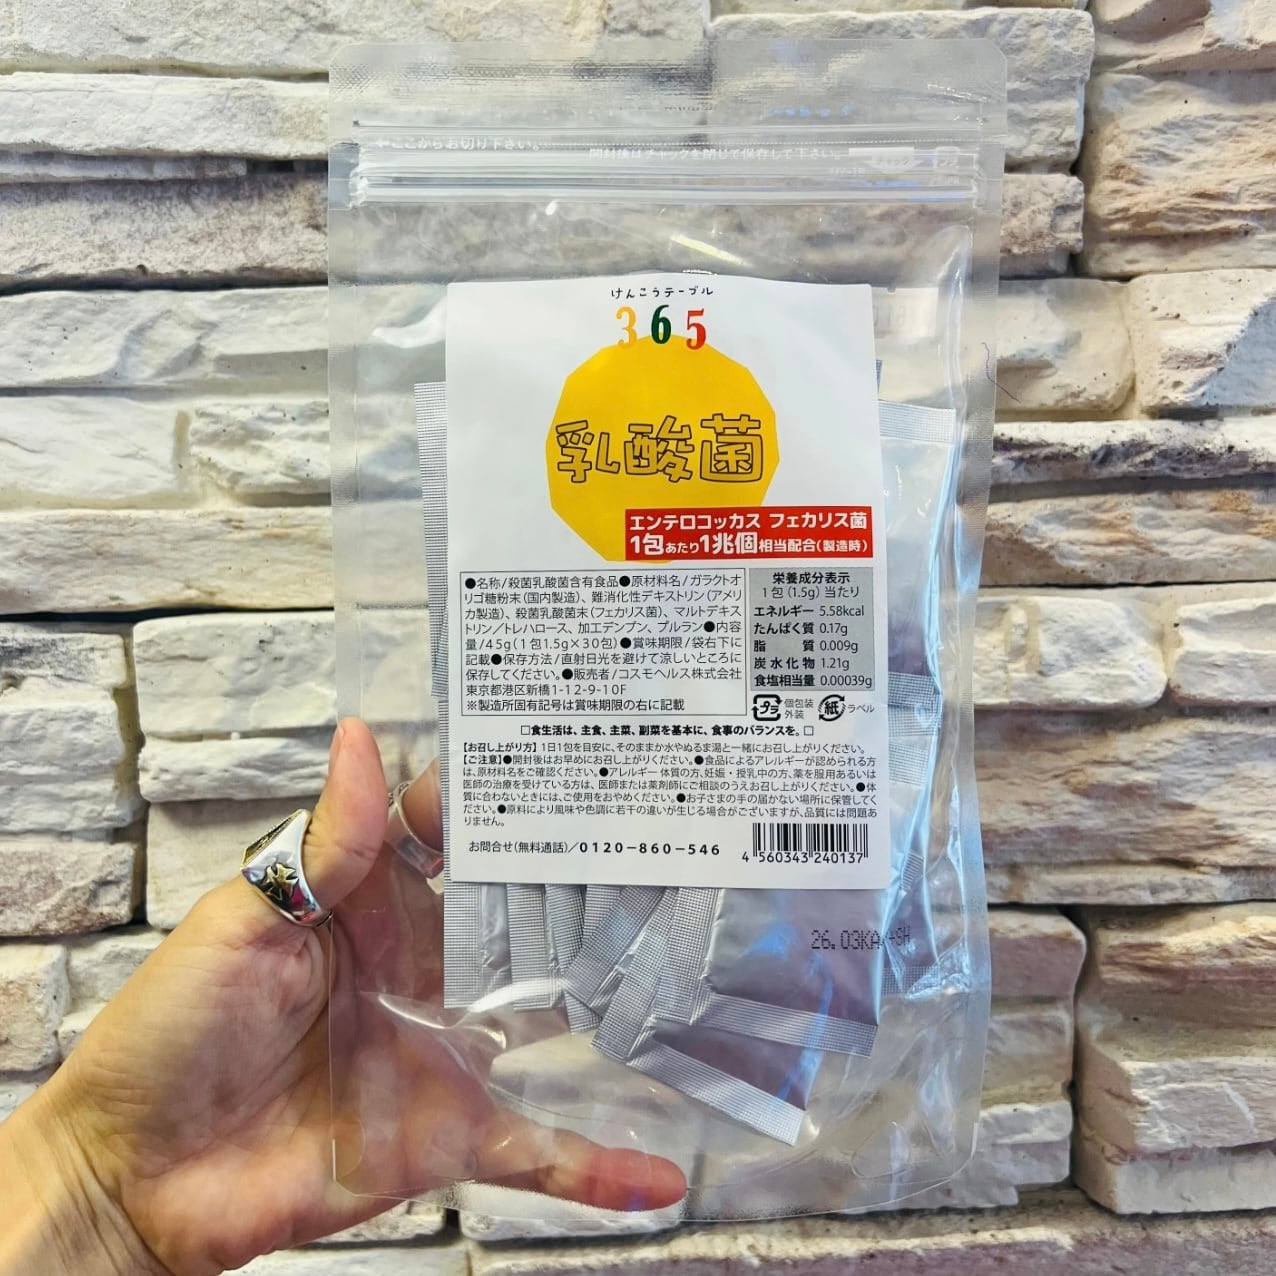 ←ここからお切り下さい。
開封後はチャックを閉じて保存して下さい。
チャック
けんこうテーブル
365
乳酸菌
エンテロコッカス フェカリス菌
1包あたり1兆個相当配合(製造時)
●名称/殺菌乳酸菌含有食品●原材料名/ガラクトオ
リゴ糖粉末(国内製造)、難消化性デキストリン(アメリ
カ製造)、殺菌乳酸菌末(フェカリス菌)、マルトデキス
トリン/トレハロース、加工デンプン、プルラン●内容
量/45g(1包1.5g×30包)●賞味期限/袋右下に
記載●保存方法/直射日光を避けて涼しいところに
保存してください。●販売者/コスモヘルス株式会社
東京都港区新橋1-12-9-10F
※製造所固有記号は賞味期限の右に記載
栄養成分表示
1包(1.5g)当たり
エネルギー 5.58kcal
たんぱく質 0.17g
脂質 0.009g
炭水化物 1.21g
食塩相当量 0.00039g
プラ 個包装 外装 紙 ラベル
□食生活は、主食、主菜、副菜を基本に、食事のバランスを。□
【お召し上がり方】1日1包を目安に、そのままか水やぬるま湯と一緒にお召し上がりください。
【ご注意】●開封後はお早めにお召し上がりください。●食品によるアレルギーが認められる方
は、原材料名をご確認ください。●アレルギー体質の方、妊娠・授乳中の方、薬を服用あるいは
医師の治療を受けている方は、医師または薬剤師にご相談のうえお召し上がりください。●体
質に合わないときには、ご使用をおやめください。●お子さまの手の届かない場所に保管してく
ださい。●原料により風味や色調に若干の違いが生じる場合がございますが、品質には問題あ
りません。
お問合せ(無料通話)/0120-860-546
4 560343 240137
26.03KA/+SH